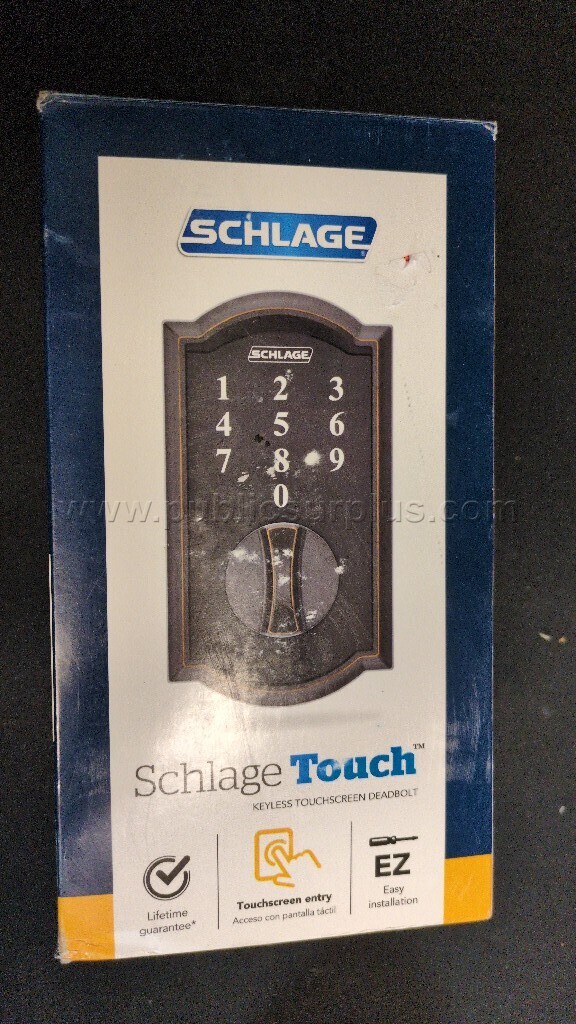 SCHLAGE
SCHLAGE
1 2 3
4 5 6
7 8 9
0
www.publicsurplus.com
Schlage Touch™
KEYLESS TOUCHSCREEN DEADBOLT
Lifetime
guarantee*
Touchscreen entry
Acceso con pantalla táctil
EZ
Easy
installation